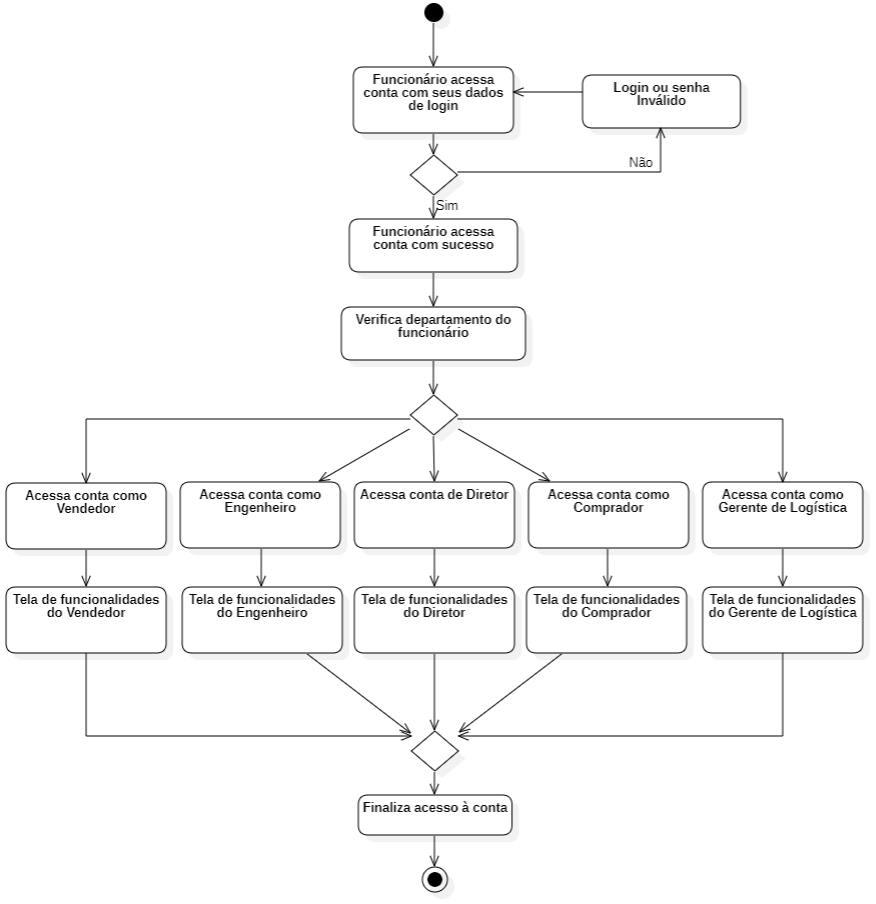 Funcionário acessa
conta com seus dados
de login
Login ou senha
Inválido
Não
Sim
Funcionário acessa
conta com sucesso
Verifica departamento do
funcionário
Acessa conta como
Vendedor
Acessa conta como
Engenheiro
Acessa conta de Diretor
Acessa conta como
Comprador
Acessa conta como
Gerente de Logística
Tela de funcionalidades
do Vendedor
Tela de funcionalidades
do Engenheiro
Tela de funcionalidades
do Diretor
Tela de funcionalidades
do Comprador
Tela de funcionalidades
do Gerente de Logística
Finaliza acesso à conta